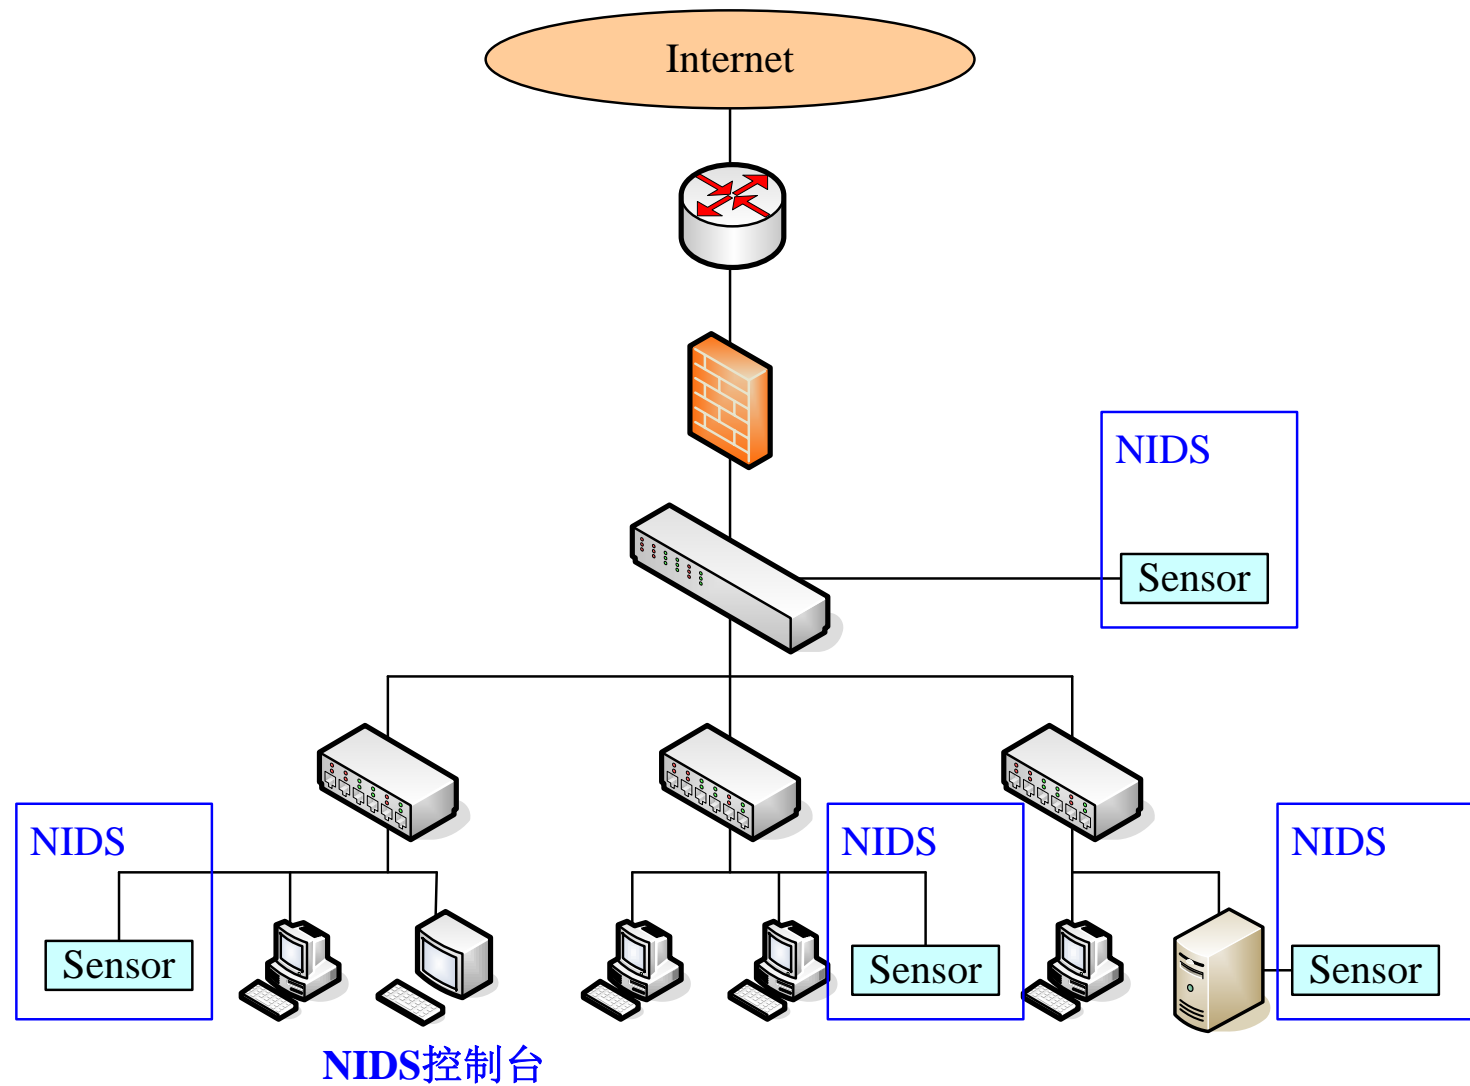 Internet
NIDS
Sensor
NIDS
Sensor
NIDS
Sensor
NIDS
Sensor
NIDS控制台